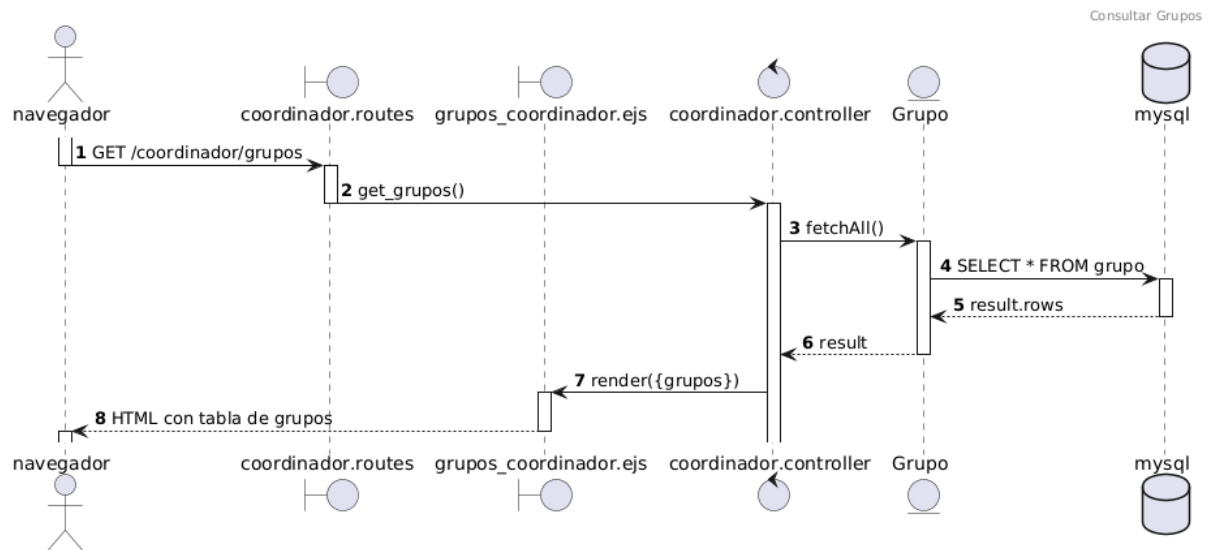 Consultar Grupos
navegador
coordinador.routes
grupos_coordinador.ejs
coordinador.controller
Grupo
mysql
1 GET /coordinador/grupos
2 get_grupos()
3 fetchAll()
4 SELECT * FROM grupo
5 result.rows
6 result
7 render({grupos})
8 HTML con tabla de grupos
navegador
coordinador.routes
grupos_coordinador.ejs
coordinador.controller
Grupo
mysql